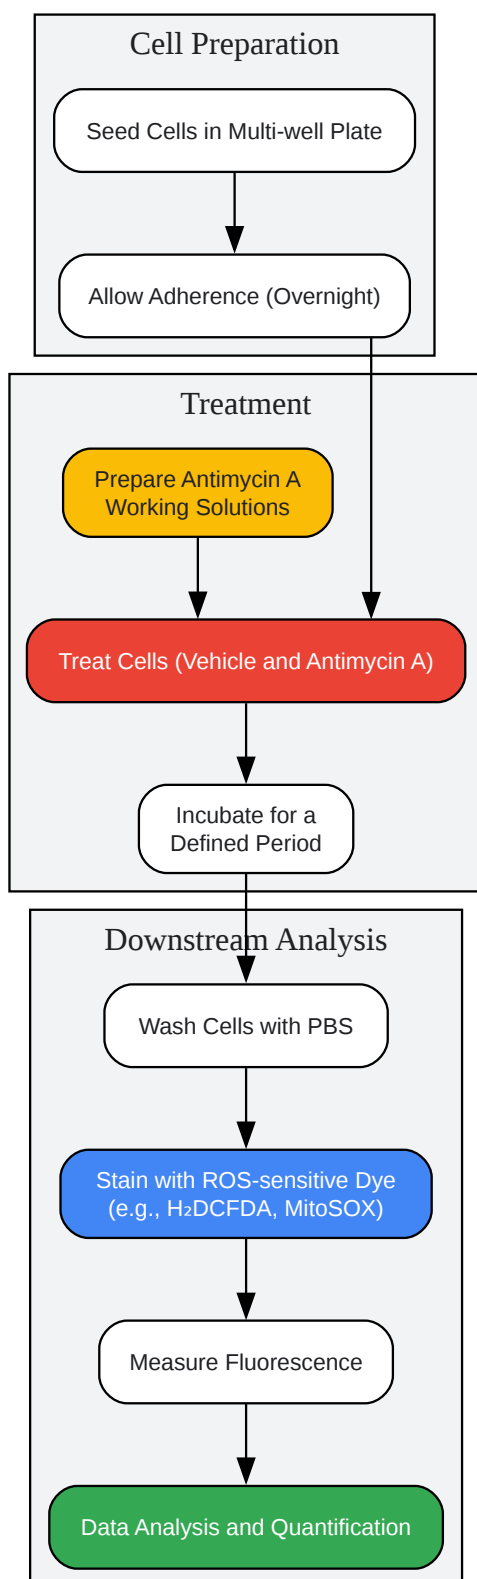 Cell Preparation
Seed Cells in Multi-well Plate
Allow Adherence (Overnight)
Treatment
Prepare Antimycin A
Working Solutions
Treat Cells (Vehicle and Antimycin A)
Incubate for a
Defined Period
Downstream Analysis
Wash Cells with PBS
Stain with ROS-sensitive Dye
(e.g., H₂DCFDA, MitoSOX)
Measure Fluorescence
Data Analysis and Quantification